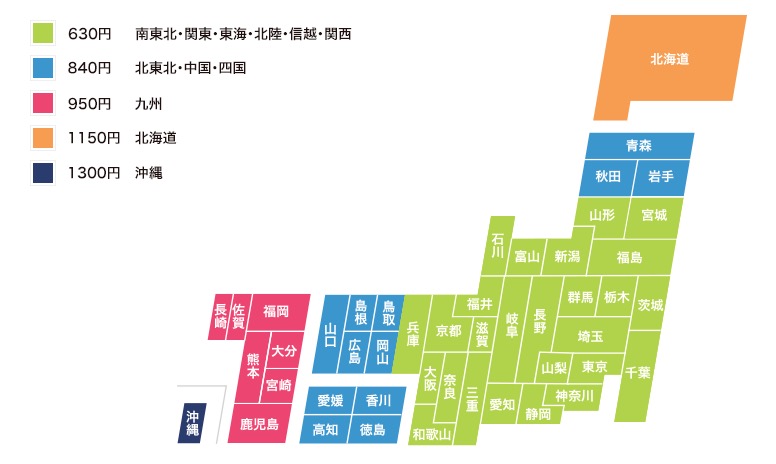 630円 南東北・関東・東海・北陸・信越・関西
840円 北東北・中国・四国
950円 九州
1150円 北海道
1300円 沖縄
北海道
青森
秋田 岩手
山形 宮城
石川 富山 新潟 福島
福井 岐阜 長野 群馬 栃木 茨城
長崎 佐賀 福岡 山口 島根 鳥取 兵庫 京都 滋賀 埼玉
熊本 大分 広島 岡山 山梨 東京 千葉
宮崎 大阪 奈良 三重 愛知 静岡 神奈川
沖縄 鹿児島 愛媛 香川 和歌山
高知 徳島